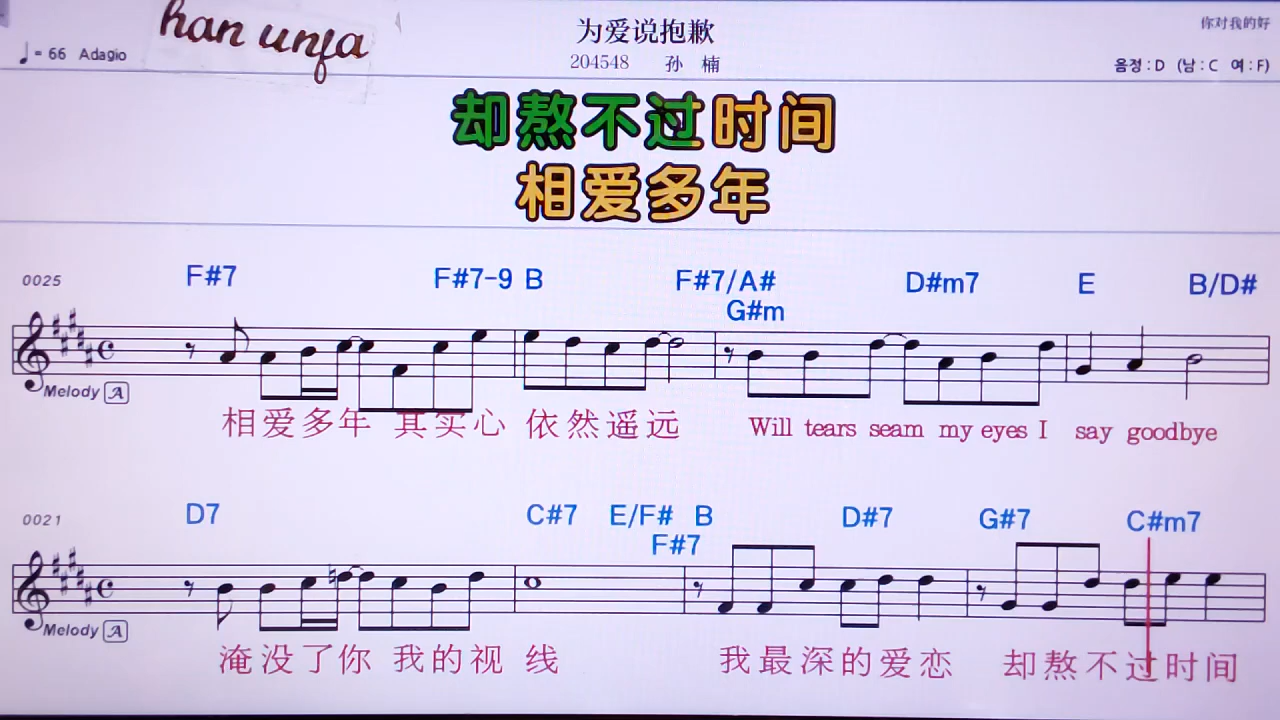 han unfa
为爱说抱歉
你对我的好
♩= 66 Adagio
204548 孙 楠
음정 : D (남 : C 여 : F)
却熬不过时间
相爱多年
0025 F#7 F#7-9 B F#7/A# D#m7 E B/D#
G#m
Melody A
相爱多年 其实心 依然遥远 Will tears seam my eyes I say goodbye
0021 D7 C#7 E/F# B D#7 G#7 C#m7
F#7
Melody A
淹没了你 我的视 线 我最深的爱恋 却熬不过时间